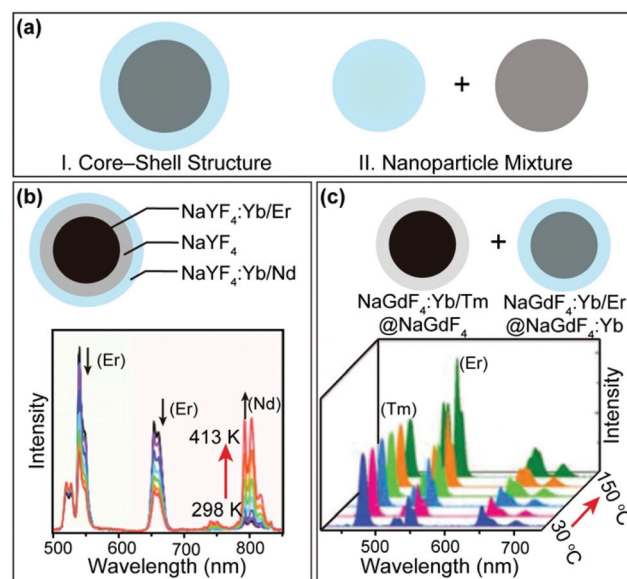 (a)
+
I. Core–Shell Structure
II. Nanoparticle Mixture
(b)
NaYF₄:Yb/Er
NaYF₄
NaYF₄:Yb/Nd
(Er)
(Er)
(Nd)
413 K
298 K
Intensity
500 600 700 800
Wavelength (nm)
(c)
+
NaGdF₄:Yb/Tm
@NaGdF₄
NaGdF₄:Yb/Er
@NaGdF₄:Yb
(Er)
(Tm)
Intensity
Intensity
150 °C
30 °C
500 600 700
Wavelength (nm)